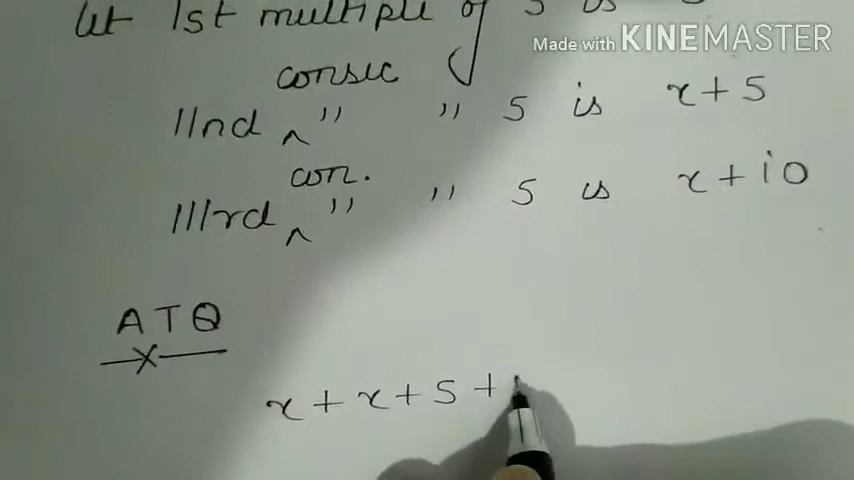 let 1st multiple of 5 is
Made with KINEMASTER
consec
IInd ^ " " 5 is x+5
con.
IIIrd ^ " " 5 is x+10
ATQ
x+x+5+